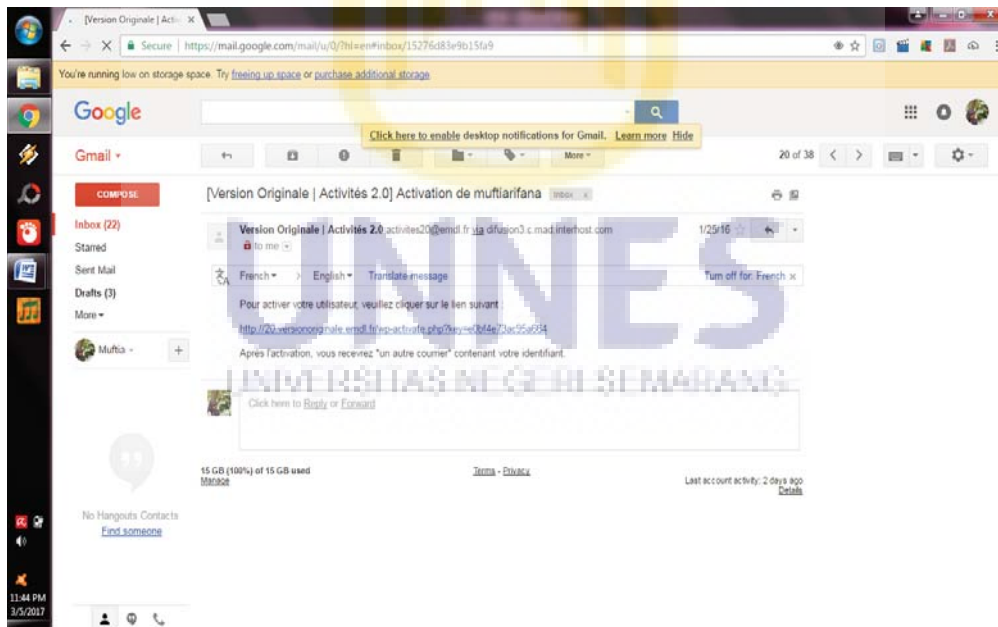 [Version Originale | Activ
Secure | https://mail.google.com/mail/u/0/?hl=en#inbox/15276d83e9b15fa9
You're running low on storage space. Try freeing up space or purchase additional storage.
Google
Click here to enable desktop notifications for Gmail. Learn more Hide
Gmail
More
20 of 38
COMPOSE
[Version Originale | Activités 2.0] Activation de muftiarifana Inbox x
Inbox (22)
Starred
Sent Mail
Drafts (3)
More
Muftia
Version Originale | Activités 2.0 activites20@emdl.fr via difusion3.c.mad.interhost.com
1/25/16
to me
French > English Translate message
Turn off for: French x
Pour activer votre utilisateur, veuillez cliquer sur le lien suivant :
Après l'activation, vous recevrez *un autre courrier* contenant votre identifiant.
UNNES
UNIVERSITAS NEGERI SEMARANG
Click here to Reply or Forward
15 GB (100%) of 15 GB used
Manage
Terms - Privacy
Last account activity: 2 days ago
Details
No Hangouts Contacts
Find someone
11:44 PM
3/5/2017